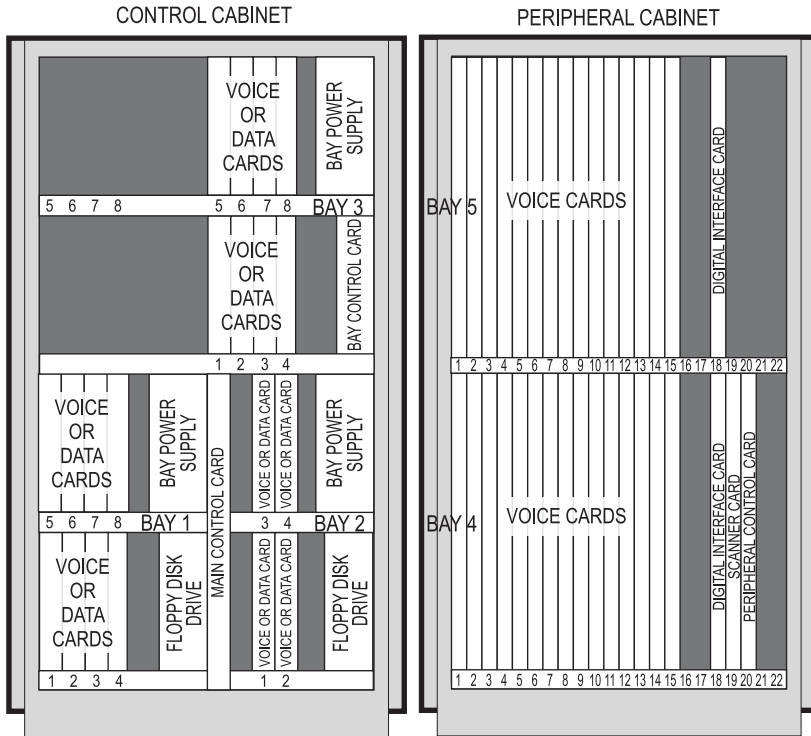 CONTROL CABINET
VOICE
OR
DATA
CARDS
BAY POWER
SUPPLY
5 6 7 8 5 6 7 8 BAY 3
VOICE
OR
DATA
CARDS
BAY CONTROL CARD
1 2 3 4
VOICE
OR
DATA
CARDS
BAY POWER
SUPPLY
MAIN CONTROL CARD
VOICE OR DATA CARD
VOICE OR DATA CARD
BAY POWER
SUPPLY
5 6 7 8 BAY 1 3 4 BAY 2
VOICE
OR
DATA
CARDS
FLOPPY DISK
DRIVE
VOICE OR DATA CARD
VOICE OR DATA CARD
FLOPPY DISK
DRIVE
1 2 3 4 1 2
PERIPHERAL CABINET
BAY 5
VOICE CARDS
DIGITAL INTERFACE CARD
1 2 3 4 5 6 7 8 9 10 11 12 13 14 15 16 17 18 19 20 21 22
BAY 4
VOICE CARDS
DIGITAL INTERFACE CARD
SCANNER CARD
PERIPHERAL CONTROL CARD
1 2 3 4 5 6 7 8 9 10 11 12 13 14 15 16 17 18 19 20 21 22